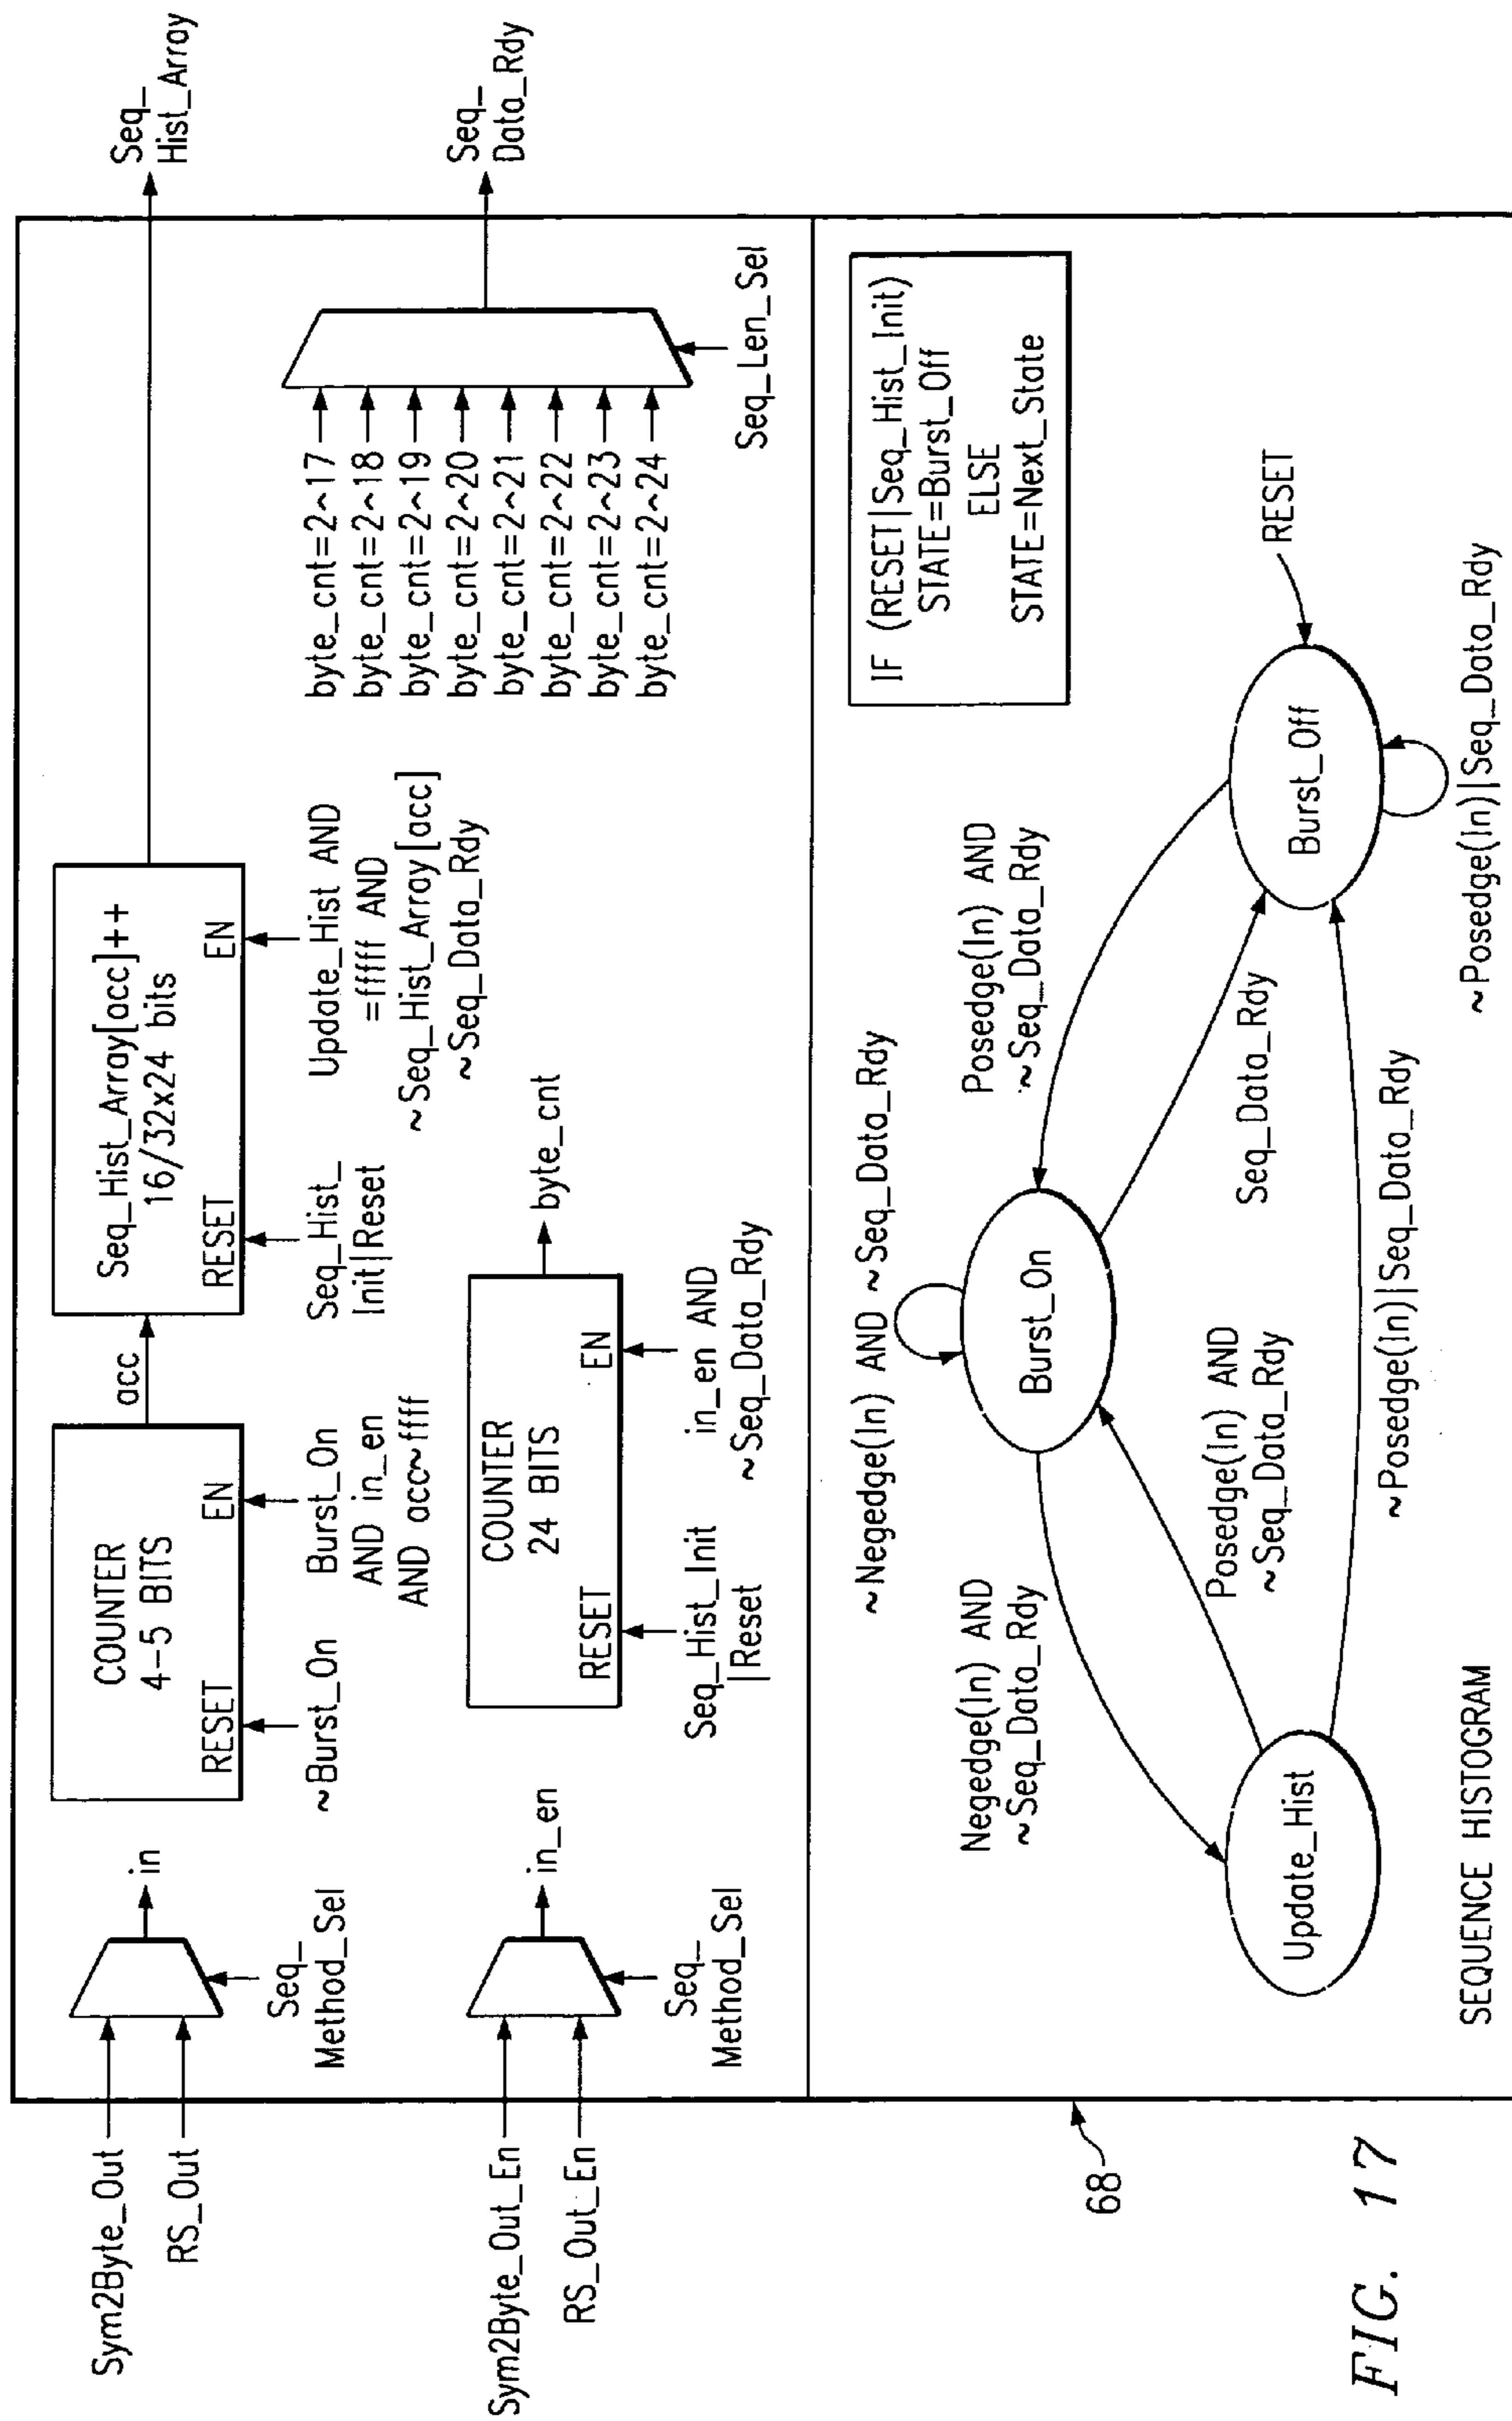 Sym2Byte_Out
RS_Out
Seq_
Method_Sel
in
Sym2Byte_Out_En
RS_Out_En
Seq_
Method_Sel
in_en
COUNTER
4-5 BITS
RESET
EN
~Burst_On
Burst_On
AND in_en
AND acc~ffff
acc
Seq_Hist_Array[acc]++
16/32x24 bits
RESET
EN
Seq_Hist_
Init|Reset
Update_Hist AND
=fffff AND
~Seq_Hist_Array[acc]
~Seq_Data_Rdy
Seq_
Hist_Array
COUNTER
24 BITS
RESET
EN
Seq_Hist_Init
|Reset
in_en AND
~Seq_Data_Rdy
byte_cnt
byte_cnt=2^17
byte_cnt=2^18
byte_cnt=2^19
byte_cnt=2^20
byte_cnt=2^21
byte_cnt=2^22
byte_cnt=2^23
byte_cnt=2^24
Seq_Len_Sel
Seq_
Data_Rdy
IF (RESET|Seq_Hist_Init)
STATE=Burst_Off
ELSE
STATE=Next_State
~Negedge(In) AND ~Seq_Data_Rdy
Negedge(In) AND
~Seq_Data_Rdy
Burst_On
Posedge(In) AND
~Seq_Data_Rdy
RESET
Update_Hist
Posedge(In) AND
~Seq_Data_Rdy
Seq_Data_Rdy
Burst_Off
~Posedge(In)|Seq_Data_Rdy
~Posedge(In)|Seq_Data_Rdy
SEQUENCE HISTOGRAM
68
FIG. 17